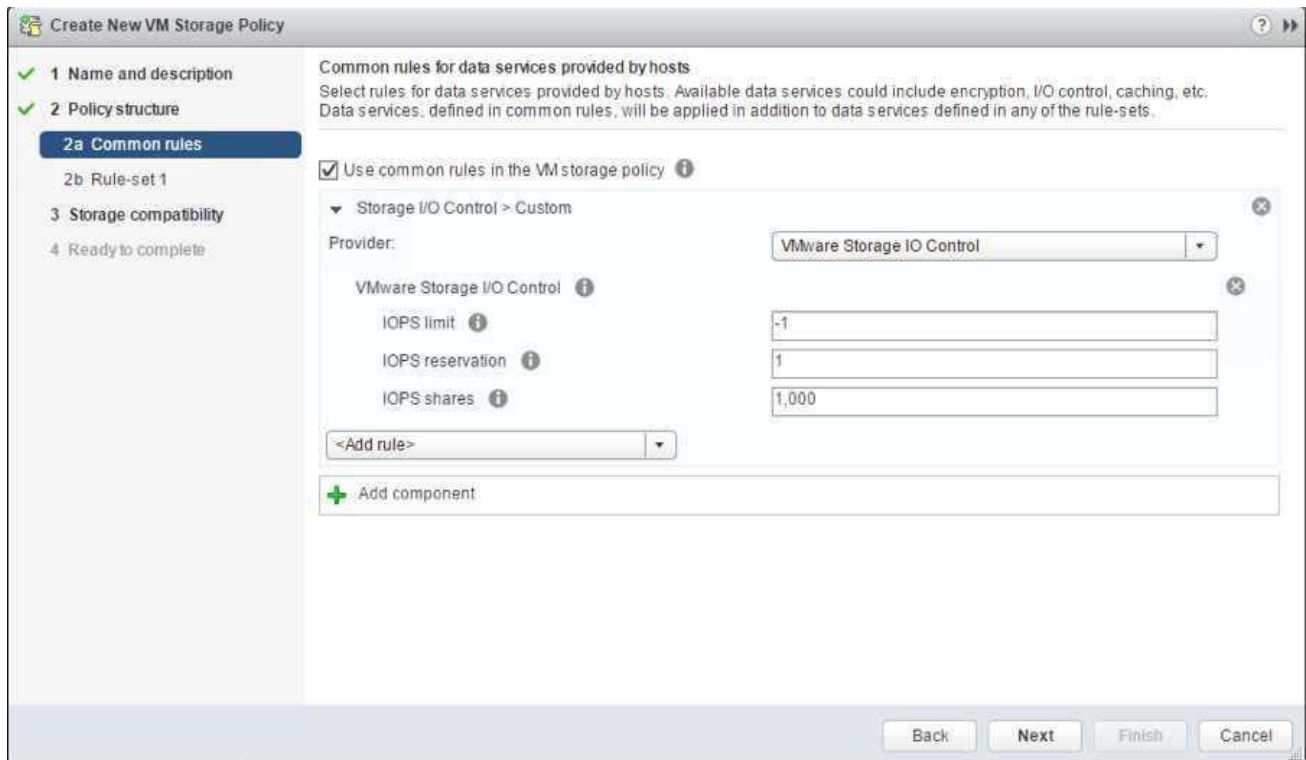 Create New VM Storage Policy
?
1 Name and description
2 Policy structure
2a Common rules
2b Rule-set 1
3 Storage compatibility
4 Ready to complete
Common rules for data services provided by hosts
Select rules for data services provided by hosts. Available data services could include encryption, I/O control, caching, etc.
Data services, defined in common rules, will be applied in addition to data services defined in any of the rule-sets.
Use common rules in the VM storage policy
Storage I/O Control > Custom
Provider: VMware Storage IO Control
VMware Storage I/O Control
IOPS limit -1
IOPS reservation 1
IOPS shares 1,000
<Add rule>
Add component
Back Next Finish Cancel